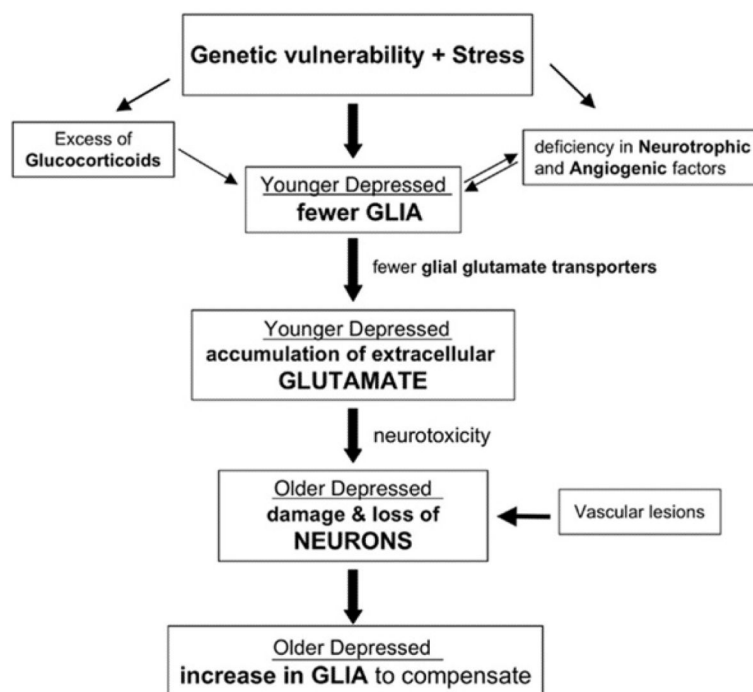 Genetic vulnerability + Stress
Excess of
Glucocorticoids
deficiency in Neurotrophic
and Angiogenic factors
Younger Depressed
fewer GLIA
fewer glial glutamate transporters
Younger Depressed
accumulation of extracellular
GLUTAMATE
neurotoxicity
Older Depressed
damage & loss of
NEURONS
Vascular lesions
Older Depressed
increase in GLIA to compensate